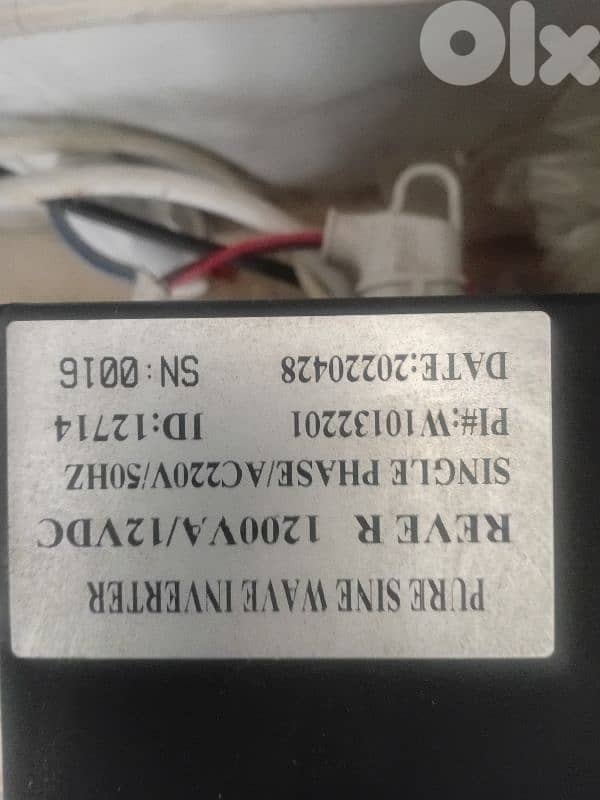 PURE SINE WAVE INVERTER
REVE R 1200VA/12VDC
SINGLE PHASE/AC220V/50HZ
PI#:W10132201 JD:12714
DATE:20220428 SN:0016
Olx